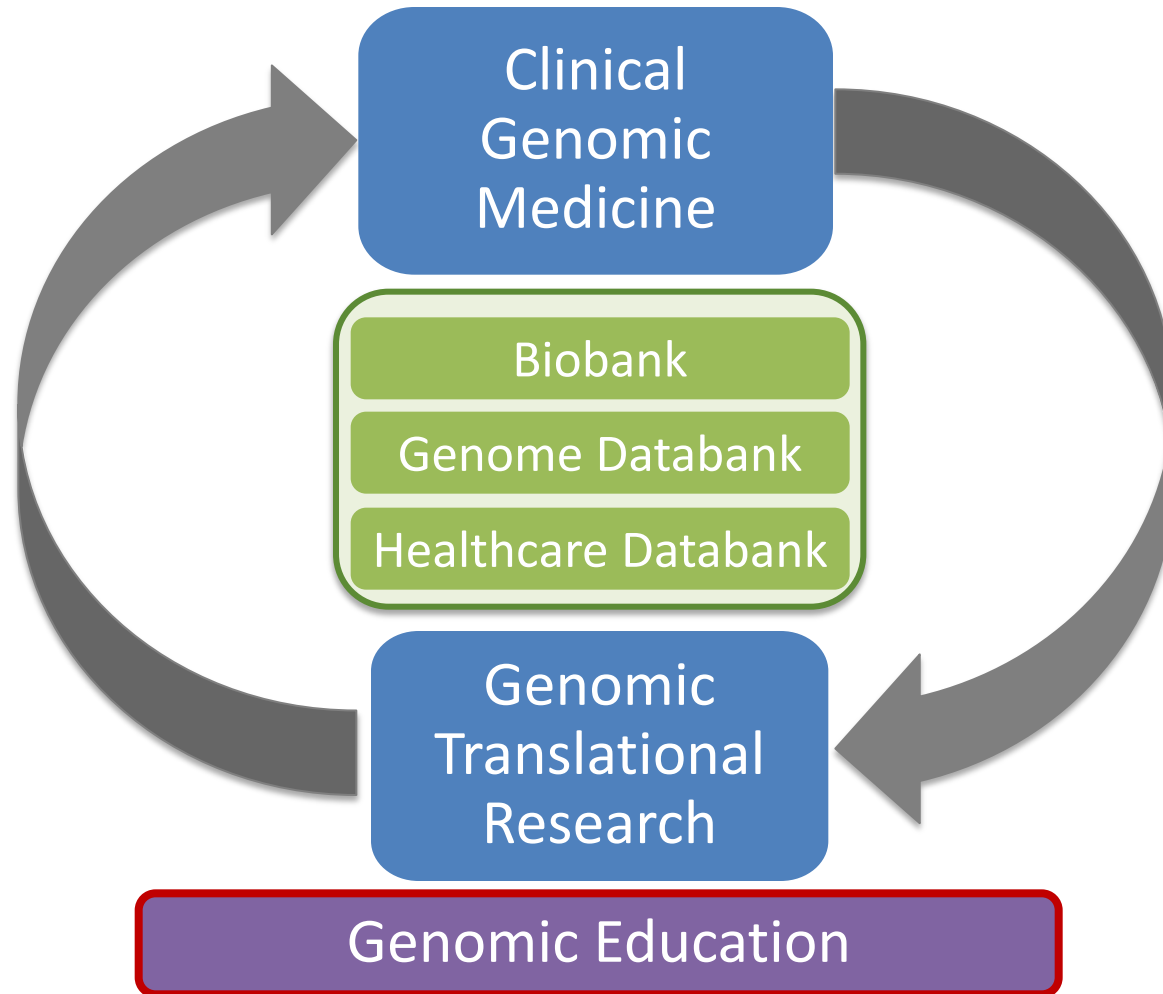 Clinical
Genomic
Medicine
Biobank
Genome Databank
Healthcare Databank
Genomic
Translational
Research
Genomic Education